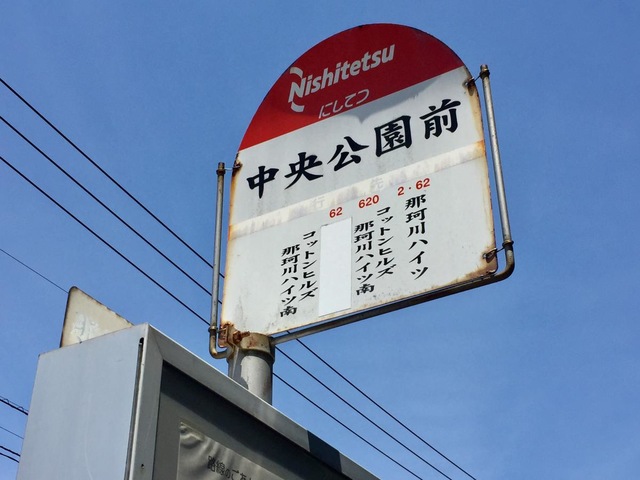 Nishitetsu
にしてつ
中央公園前
62 620 2・62
那珂川ハイツ
コットンヒルズ
那珂川ハイツ南
コットンヒルズ
那珂川ハイツ南